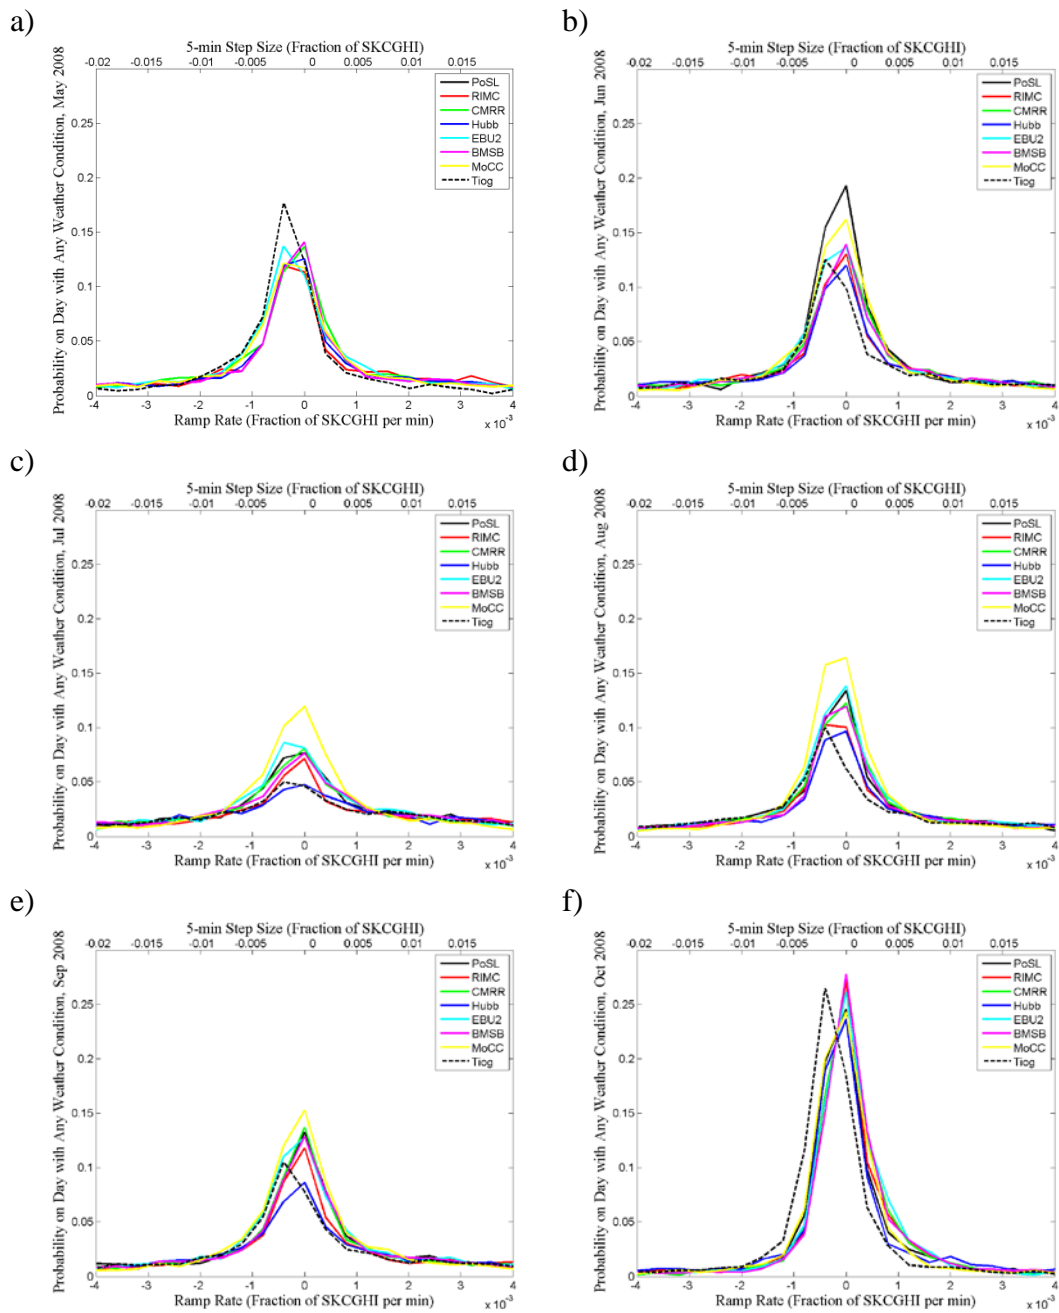 a)
5-min Step Size (Fraction of SKCGHI)
-0.02 -0.015 -0.01 -0.005 0 0.005 0.01 0.015
Probability on Day with Any Weather Condition, May 2008
0.25
0.2
0.15
0.1
0.05
0
PoSL
RIMC
CMRR
Hubb
EBU2
BMSB
MoCC
Tiog
-4 -3 -2 -1 0 1 2 3 4
Ramp Rate (Fraction of SKCGHI per min)
x 10-3
b)
5-min Step Size (Fraction of SKCGHI)
-0.02 -0.015 -0.01 -0.005 0 0.005 0.01 0.015
Probability on Day with Any Weather Condition, Jun 2008
0.25
0.2
0.15
0.1
0.05
0
PoSL
RIMC
CMRR
Hubb
EBU2
BMSB
MoCC
Tiog
-4 -3 -2 -1 0 1 2 3 4
Ramp Rate (Fraction of SKCGHI per min)
x 10-3
c)
5-min Step Size (Fraction of SKCGHI)
-0.02 -0.015 -0.01 -0.005 0 0.005 0.01 0.015
Probability on Day with Any Weather Condition, Jul 2008
0.25
0.2
0.15
0.1
0.05
0
PoSL
RIMC
CMRR
Hubb
EBU2
BMSB
MoCC
Tiog
-4 -3 -2 -1 0 1 2 3 4
Ramp Rate (Fraction of SKCGHI per min)
x 10-3
d)
5-min Step Size (Fraction of SKCGHI)
-0.02 -0.015 -0.01 -0.005 0 0.005 0.01 0.015
Probability on Day with Any Weather Condition, Aug 2008
0.25
0.2
0.15
0.1
0.05
0
PoSL
RIMC
CMRR
Hubb
EBU2
BMSB
MoCC
Tiog
-4 -3 -2 -1 0 1 2 3 4
Ramp Rate (Fraction of SKCGHI per min)
x 10-3
e)
5-min Step Size (Fraction of SKCGHI)
-0.02 -0.015 -0.01 -0.005 0 0.005 0.01 0.015
Probability on Day with Any Weather Condition, Sep 2008
0.25
0.2
0.15
0.1
0.05
0
PoSL
RIMC
CMRR
Hubb
EBU2
BMSB
MoCC
Tiog
-4 -3 -2 -1 0 1 2 3 4
Ramp Rate (Fraction of SKCGHI per min)
x 10-3
f)
5-min Step Size (Fraction of SKCGHI)
-0.02 -0.015 -0.01 -0.005 0 0.005 0.01 0.015
Probability on Day with Any Weather Condition, Oct 2008
0.25
0.2
0.15
0.1
0.05
0
PoSL
RIMC
CMRR
Hubb
EBU2
BMSB
MoCC
Tiog
-4 -3 -2 -1 0 1 2 3 4
Ramp Rate (Fraction of SKCGHI per min)
x 10-3